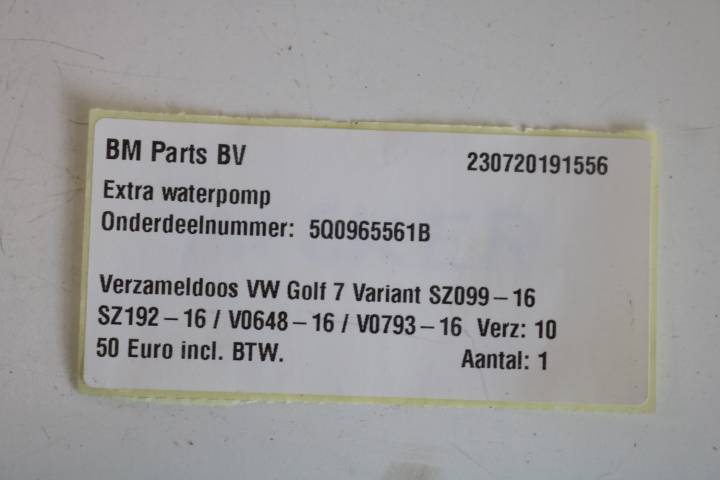 BM Parts BV 230720191556
Extra waterpomp
Onderdeelnummer: 5Q0965561B
Verzameldoos VW Golf 7 Variant SZ099-16
SZ192-16 / V0648-16 / V0793-16 Verz: 10
50 Euro incl. BTW. Aantal: 1